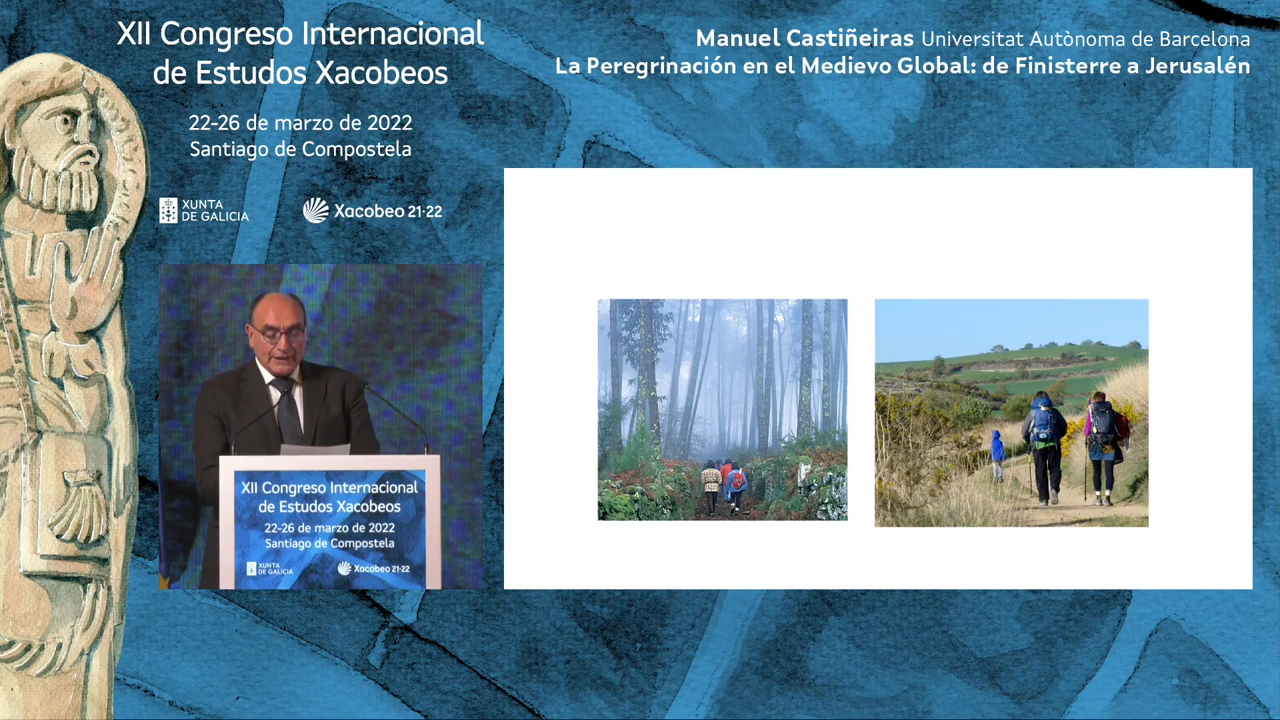 XII Congreso Internacional
de Estudos Xacobeos
22-26 de marzo de 2022
Santiago de Compostela
XUNTA
DE GALICIA
Xacobeo 21·22
Manuel Castiñeiras Universitat Autònoma de Barcelona
La Peregrinación en el Medievo Global: de Finisterre a Jerusalén
XII Congreso Internacional
de Estudos Xacobeos
22-26 de marzo de 2022
Santiago de Compostela
XUNTA
DE GALICIA
Xacobeo 21·22